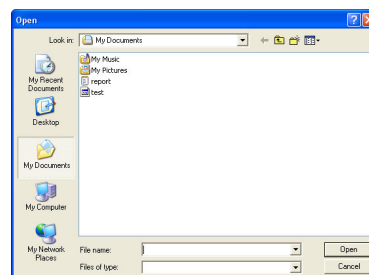 Open
Look in:
My Documents
My Recent
Documents
Desktop
My Documents
My Computer
My Network
Places
My Music
My Pictures
report
test
File name:
Open
Files of type:
Cancel